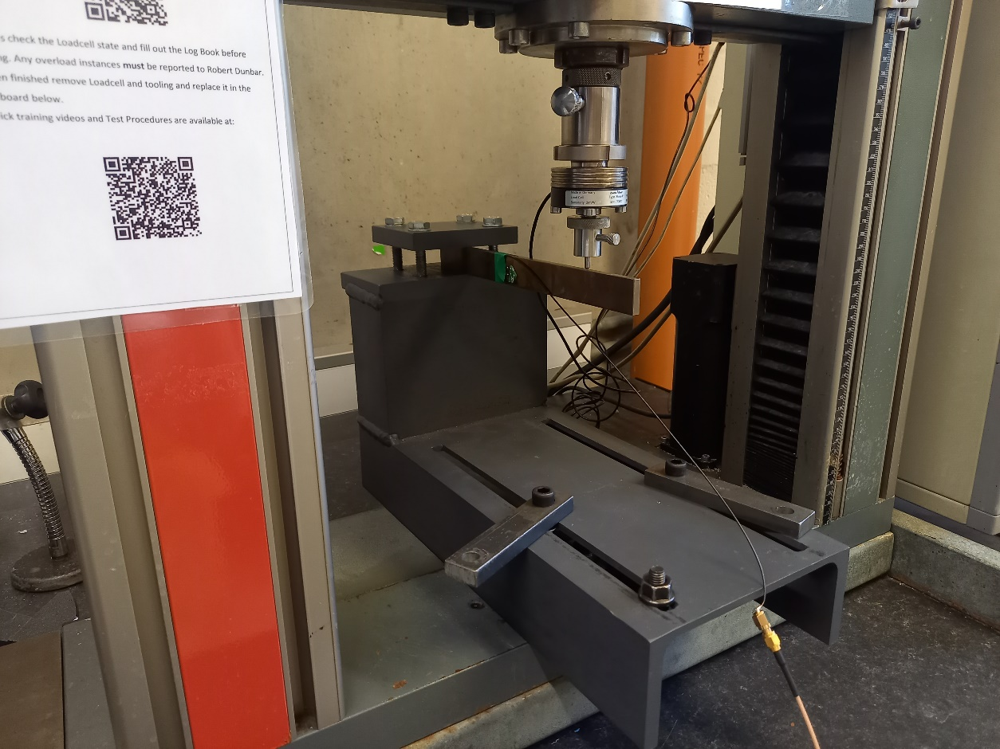 s check the Loadcell state and fill out the Log Book before
g. Any overload instances must be reported to Robert Dunbar.
en finished remove Loadcell and tooling and replace it in the
board below.
ick training videos and Test Procedures are available at:
Load Cell